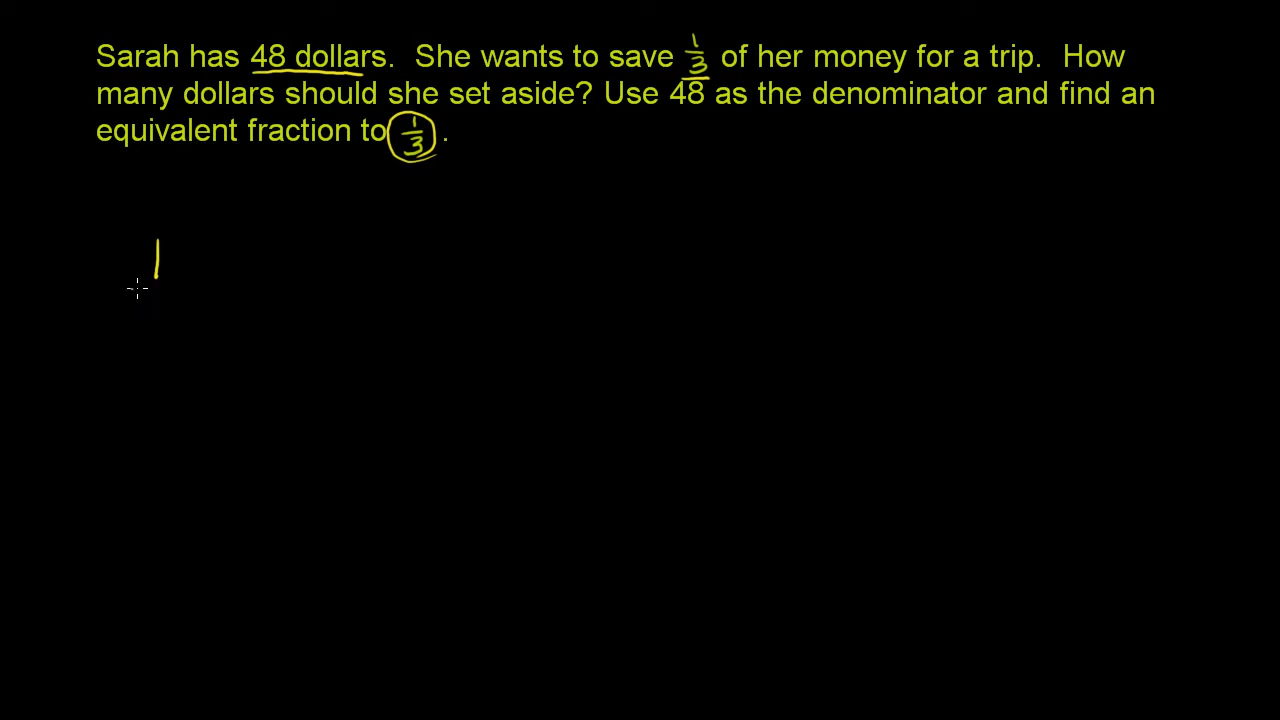 Sarah has 48 dollars. She wants to save 1/3 of her money for a trip. How
many dollars should she set aside? Use 48 as the denominator and find an
equivalent fraction to 1/3.
1